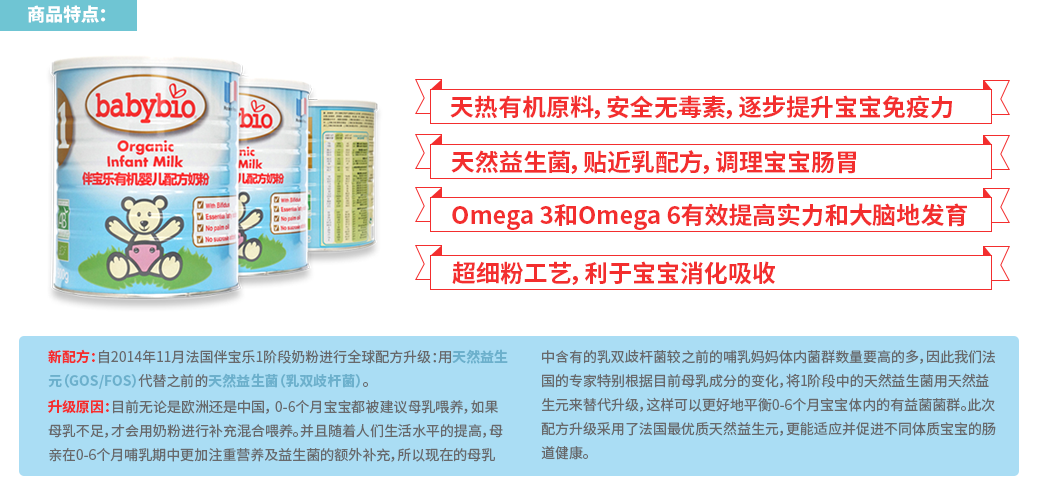 商品特点：
1
babybio
Organic
Infant Milk
伴宝乐有机婴儿配方奶粉
With Bifidus
No palm oil
天热有机原料，安全无毒素，逐步提升宝宝免疫力
天然益生菌，贴近乳配方，调理宝宝肠胃
Omega 3和Omega 6有效提高实力和大脑地发育
超细粉工艺，利于宝宝消化吸收
新配方：自2014年11月法国伴宝乐1阶段奶粉进行全球配方升级：用天然益生
元（GOS/FOS）代替之前的天然益生菌（乳双歧杆菌）。
升级原因：目前无论是欧洲还是中国，0-6个月宝宝都被建议母乳喂养，如果
母乳不足，才会用奶粉进行补充混合喂养。并且随着人们生活水平的提高，母
亲在0-6个月哺乳期中更加注重营养及益生菌的额外补充，所以现在的母乳
中含有的乳双歧杆菌较之前的哺乳妈妈体内菌群数量要高的多，因此我们法
国的专家特别根据目前母乳成分的变化，将1阶段中的天然益生菌用天然益
生元来替代升级，这样可以更好地平衡0-6个月宝宝体内的有益菌菌群。此次
配方升级采用了法国最优质天然益生元，更能适应并促进不同体质宝宝的肠
道健康。